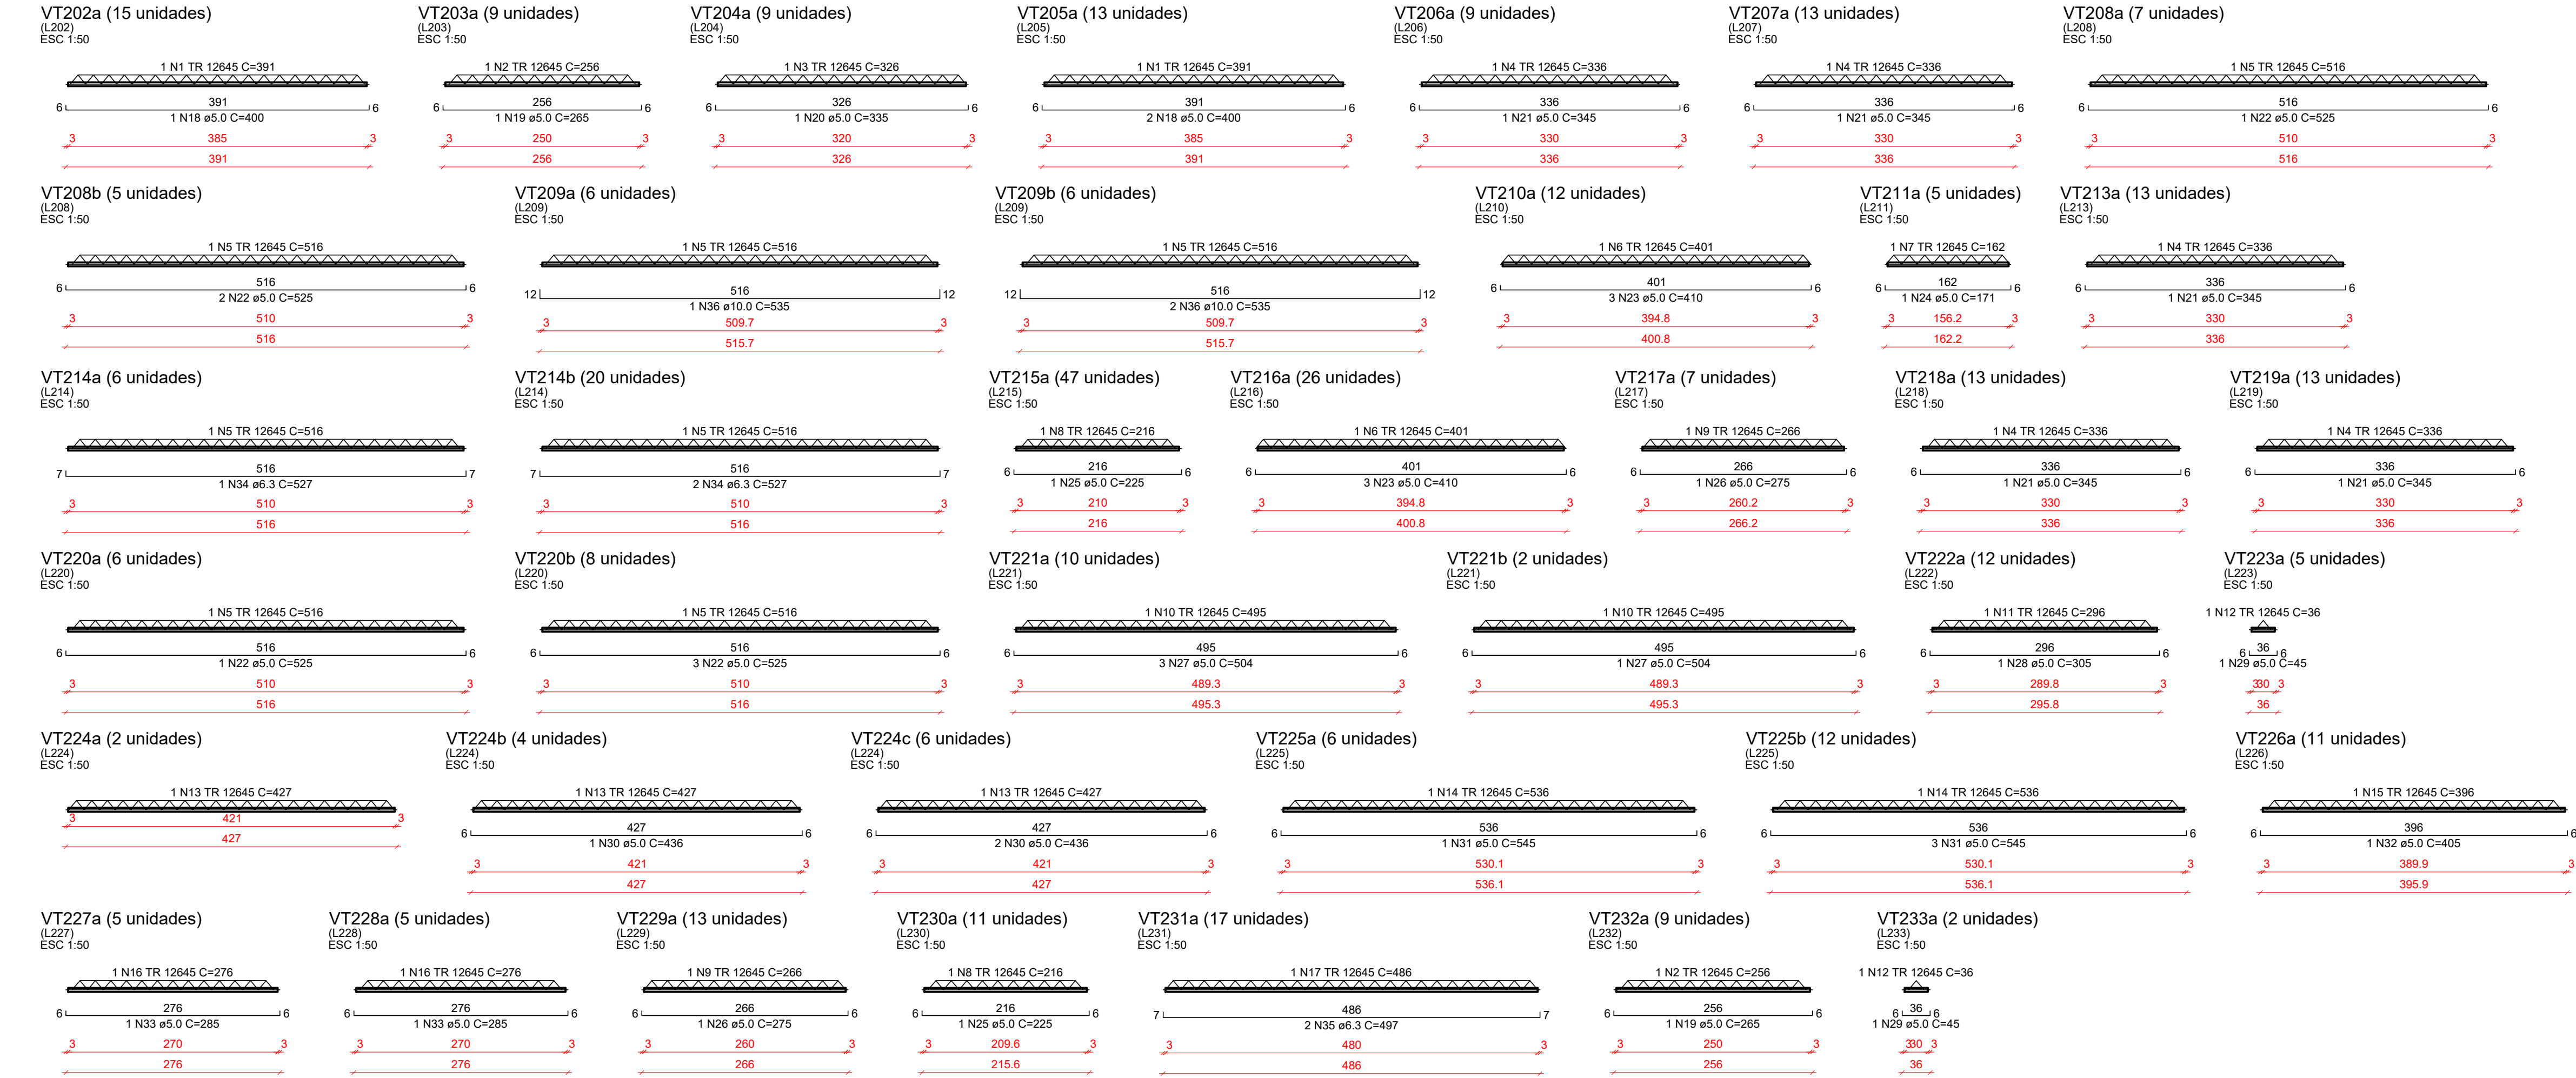 VT202a (15 unidades)
(L202)
ESC 1:50
1 N1 TR 12645 C=391
6 391 6
1 N18 ø5.0 C=400
3 385 3
391
VT203a (9 unidades)
(L203)
ESC 1:50
1 N2 TR 12645 C=256
6 256 6
1 N19 ø5.0 C=265
3 250 3
256
VT204a (9 unidades)
(L204)
ESC 1:50
1 N3 TR 12645 C=326
6 326 6
1 N20 ø5.0 C=335
3 320 3
326
VT205a (13 unidades)
(L205)
ESC 1:50
1 N1 TR 12645 C=391
6 391 6
2 N18 ø5.0 C=400
3 385 3
391
VT206a (9 unidades)
(L206)
ESC 1:50
1 N4 TR 12645 C=336
6 336 6
1 N21 ø5.0 C=345
3 330 3
336
VT207a (13 unidades)
(L207)
ESC 1:50
1 N4 TR 12645 C=336
6 336 6
1 N21 ø5.0 C=345
3 330 3
336
VT208a (7 unidades)
(L208)
ESC 1:50
1 N5 TR 12645 C=516
6 516 6
1 N22 ø5.0 C=525
3 510 3
516
VT208b (5 unidades)
(L208)
ESC 1:50
1 N5 TR 12645 C=516
6 516 6
2 N22 ø5.0 C=525
3 510 3
516
VT209a (6 unidades)
(L209)
ESC 1:50
1 N5 TR 12645 C=516
12 516 12
1 N36 ø10.0 C=535
3 509.7 3
515.7
VT209b (6 unidades)
(L209)
ESC 1:50
1 N5 TR 12645 C=516
12 516 12
2 N36 ø10.0 C=535
3 509.7 3
515.7
VT210a (12 unidades)
(L210)
ESC 1:50
1 N6 TR 12645 C=401
6 401 6
3 N23 ø5.0 C=410
3 394.8 3
400.8
VT211a (5 unidades)
(L211)
ESC 1:50
1 N7 TR 12645 C=162
6 162 6
1 N24 ø5.0 C=171
3 156.2 3
162.2
VT213a (13 unidades)
(L213)
ESC 1:50
1 N4 TR 12645 C=336
6 336 6
1 N21 ø5.0 C=345
3 330 3
336
VT214a (6 unidades)
(L214)
ESC 1:50
1 N5 TR 12645 C=516
7 516 7
1 N34 ø6.3 C=527
3 510 3
516
VT214b (20 unidades)
(L214)
ESC 1:50
1 N5 TR 12645 C=516
7 516 7
2 N34 ø6.3 C=527
3 510 3
516
VT215a (47 unidades)
(L215)
ESC 1:50
1 N8 TR 12645 C=216
6 216 6
1 N25 ø5.0 C=225
3 210 3
216
VT216a (26 unidades)
(L216)
ESC 1:50
1 N6 TR 12645 C=401
6 401 6
3 N23 ø5.0 C=410
3 394.8 3
400.8
VT217a (7 unidades)
(L217)
ESC 1:50
1 N9 TR 12645 C=266
6 266 6
1 N26 ø5.0 C=275
3 260.2 3
266.2
VT218a (13 unidades)
(L218)
ESC 1:50
1 N4 TR 12645 C=336
6 336 6
1 N21 ø5.0 C=345
3 330 3
336
VT219a (13 unidades)
(L219)
ESC 1:50
1 N4 TR 12645 C=336
6 336 6
1 N21 ø5.0 C=345
3 330 3
336
VT220a (6 unidades)
(L220)
ESC 1:50
1 N5 TR 12645 C=516
6 516 6
1 N22 ø5.0 C=525
3 510 3
516
VT220b (8 unidades)
(L220)
ESC 1:50
1 N5 TR 12645 C=516
6 516 6
3 N22 ø5.0 C=525
3 510 3
516
VT221a (10 unidades)
(L221)
ESC 1:50
1 N10 TR 12645 C=495
6 495 6
3 N27 ø5.0 C=504
3 489.3 3
495.3
VT221b (2 unidades)
(L221)
ESC 1:50
1 N10 TR 12645 C=495
6 495 6
1 N27 ø5.0 C=504
3 489.3 3
495.3
VT222a (12 unidades)
(L222)
ESC 1:50
1 N11 TR 12645 C=296
6 296 6
1 N28 ø5.0 C=305
3 289.8 3
295.8
VT223a (5 unidades)
(L223)
ESC 1:50
1 N12 TR 12645 C=36
6 36 6
1 N29 ø5.0 C=45
3 30 3
36
VT224a (2 unidades)
(L224)
ESC 1:50
1 N13 TR 12645 C=427
3 421 3
427
VT224b (4 unidades)
(L224)
ESC 1:50
1 N13 TR 12645 C=427
6 427 6
1 N30 ø5.0 C=436
3 421 3
427
VT224c (6 unidades)
(L224)
ESC 1:50
1 N13 TR 12645 C=427
6 427 6
2 N30 ø5.0 C=436
3 421 3
427
VT225a (6 unidades)
(L225)
ESC 1:50
1 N14 TR 12645 C=536
6 536 6
1 N31 ø5.0 C=545
3 530.1 3
536.1
VT225b (12 unidades)
(L225)
ESC 1:50
1 N14 TR 12645 C=536
6 536 6
3 N31 ø5.0 C=545
3 530.1 3
536.1
VT226a (11 unidades)
(L226)
ESC 1:50
1 N15 TR 12645 C=396
6 396 6
1 N32 ø5.0 C=405
3 389.9 3
395.9
VT227a (5 unidades)
(L227)
ESC 1:50
1 N16 TR 12645 C=276
6 276 6
1 N33 ø5.0 C=285
3 270 3
276
VT228a (5 unidades)
(L228)
ESC 1:50
1 N16 TR 12645 C=276
6 276 6
1 N33 ø5.0 C=285
3 270 3
276
VT229a (13 unidades)
(L229)
ESC 1:50
1 N9 TR 12645 C=266
6 266 6
1 N26 ø5.0 C=275
3 260 3
266
VT230a (11 unidades)
(L230)
ESC 1:50
1 N8 TR 12645 C=216
6 216 6
1 N25 ø5.0 C=225
3 209.6 3
215.6
VT231a (17 unidades)
(L231)
ESC 1:50
1 N17 TR 12645 C=486
7 486 7
2 N35 ø6.3 C=497
3 480 3
486
VT232a (9 unidades)
(L232)
ESC 1:50
1 N2 TR 12645 C=256
6 256 6
1 N19 ø5.0 C=265
3 250 3
256
VT233a (2 unidades)
(L233)
ESC 1:50
1 N12 TR 12645 C=36
6 36 6
1 N29 ø5.0 C=45
3 30 3
36